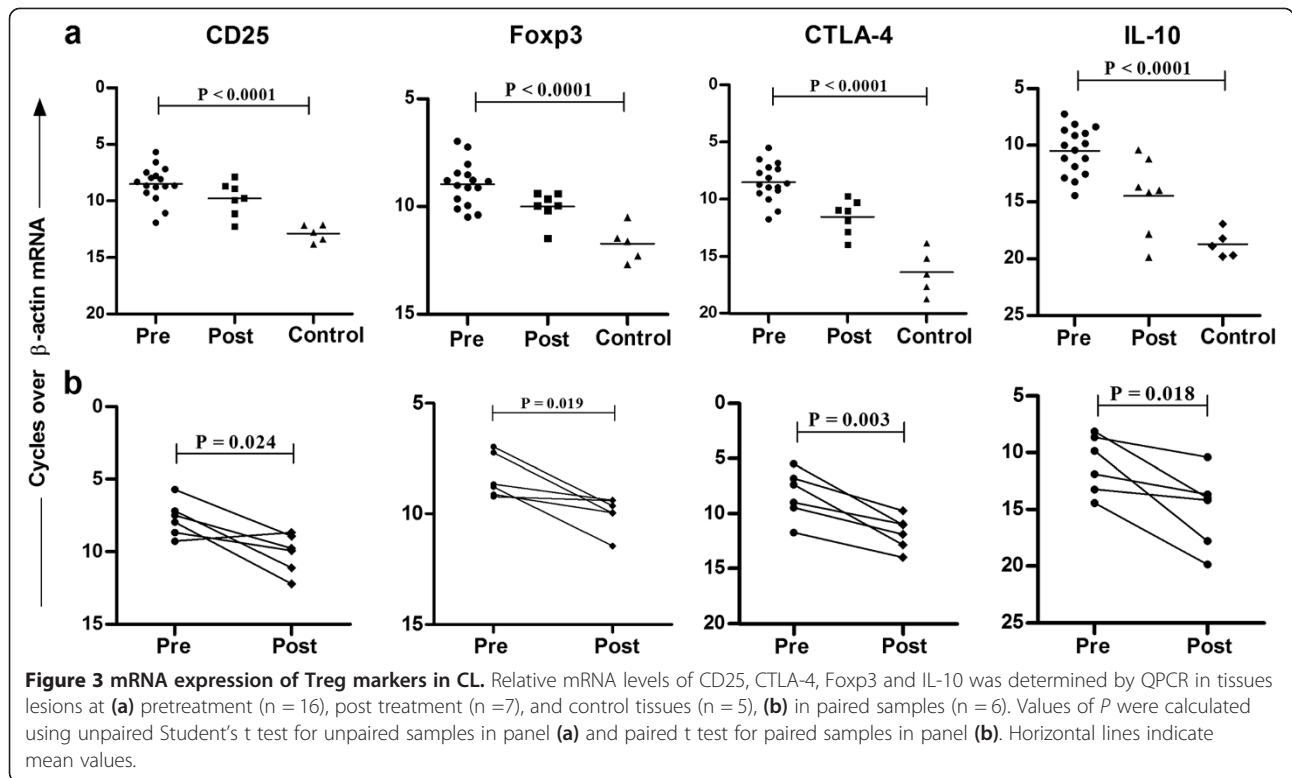 a
CD25
Foxp3
CTLA-4
IL-10
Cycles over β-actin mRNA
0
5
10
15
20
P < 0.0001
Pre
Post
Control
5
10
15
P < 0.0001
Pre
Post
Control
0
5
10
15
20
P < 0.0001
Pre
Post
Control
5
10
15
20
25
P < 0.0001
Pre
Post
Control
b
0
5
10
15
P = 0.024
Pre
Post
5
10
15
P = 0.019
Pre
Post
0
5
10
15
20
P = 0.003
Pre
Post
5
10
15
20
25
P = 0.018
Pre
Post
Figure 3 mRNA expression of Treg markers in CL. Relative mRNA levels of CD25, CTLA-4, Foxp3 and IL-10 was determined by QPCR in tissues
lesions at (a) pretreatment (n = 16), post treatment (n =7), and control tissues (n = 5), (b) in paired samples (n = 6). Values of P were calculated
using unpaired Student's t test for unpaired samples in panel (a) and paired t test for paired samples in panel (b). Horizontal lines indicate
mean values.